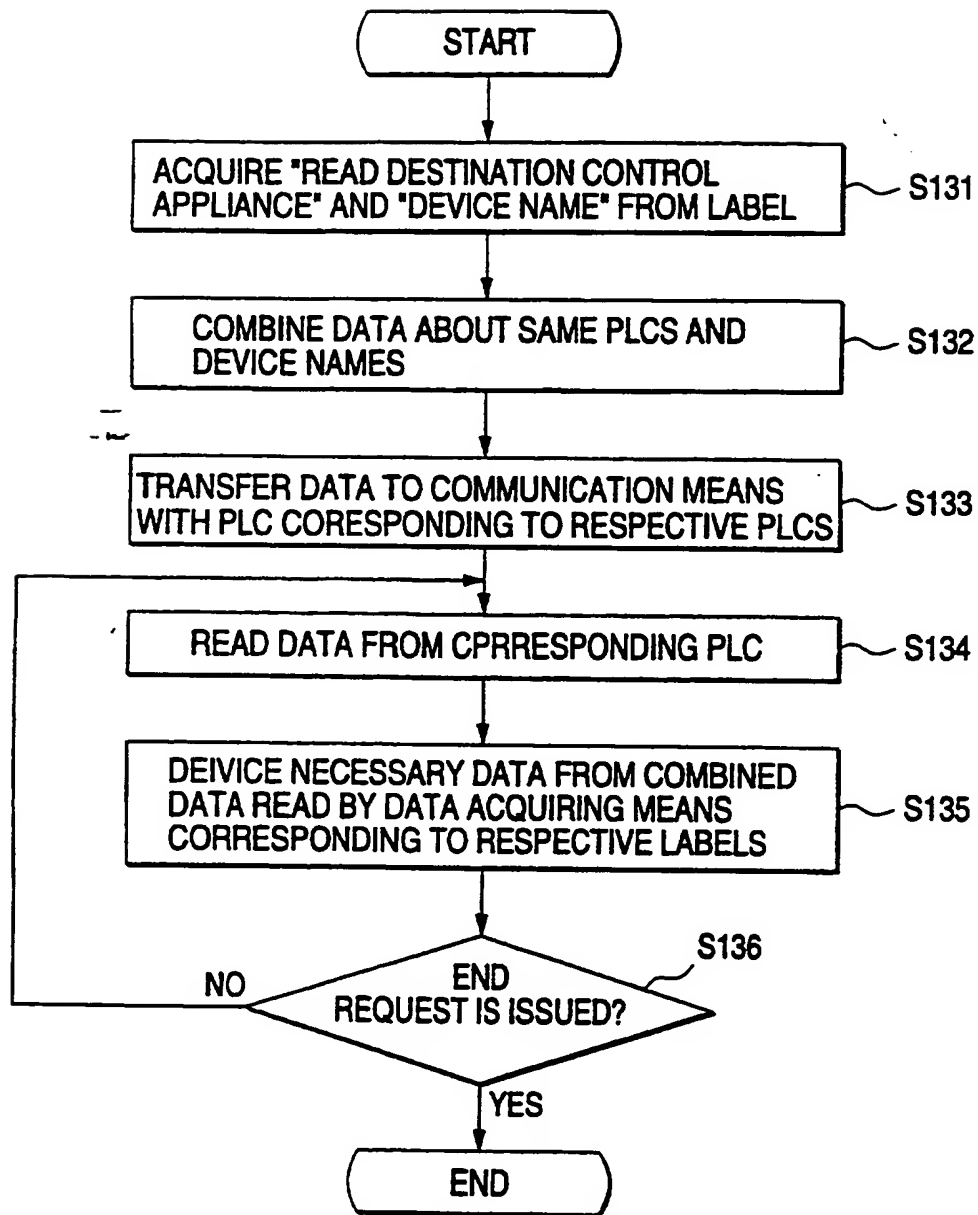 START
ACQUIRE "READ DESTINATION CONTROL
APPLIANCE" AND "DEVICE NAME" FROM LABEL
S131
COMBINE DATA ABOUT SAME PLCS AND
DEVICE NAMES
S132
TRANSFER DATA TO COMMUNICATION MEANS
WITH PLC CORESPONDING TO RESPECTIVE PLCS
S133
READ DATA FROM CPRRESPONDING PLC
S134
DEIVICE NECESSARY DATA FROM COMBINED
DATA READ BY DATA ACQUIRING MEANS
CORRESPONDING TO RESPECTIVE LABELS
S135
S136
END
REQUEST IS ISSUED?
NO
YES
END